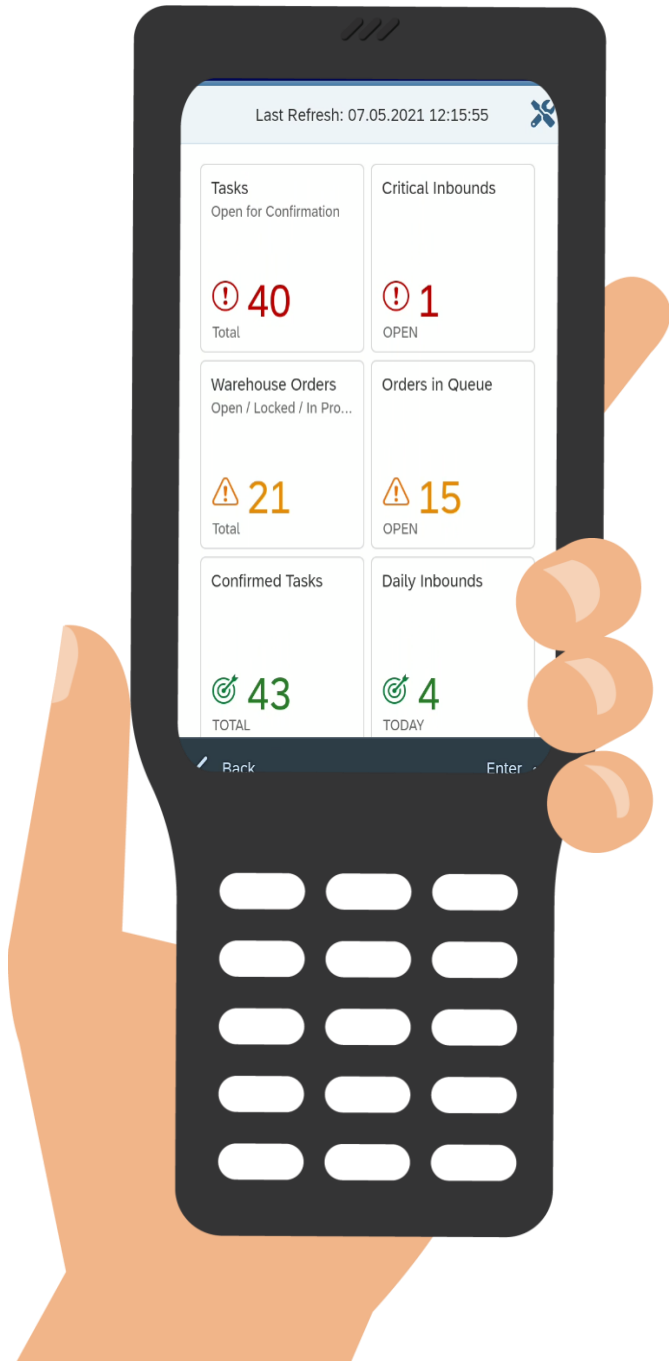 Last Refresh: 07.05.2021 12:15:55
Tasks
Open for Confirmation
40
Total
Critical Inbounds
1
OPEN
Warehouse Orders
Open / Locked / In Pro...
21
Total
Orders in Queue
15
OPEN
Confirmed Tasks
43
TOTAL
Daily Inbounds
4
TODAY
Back
Enter